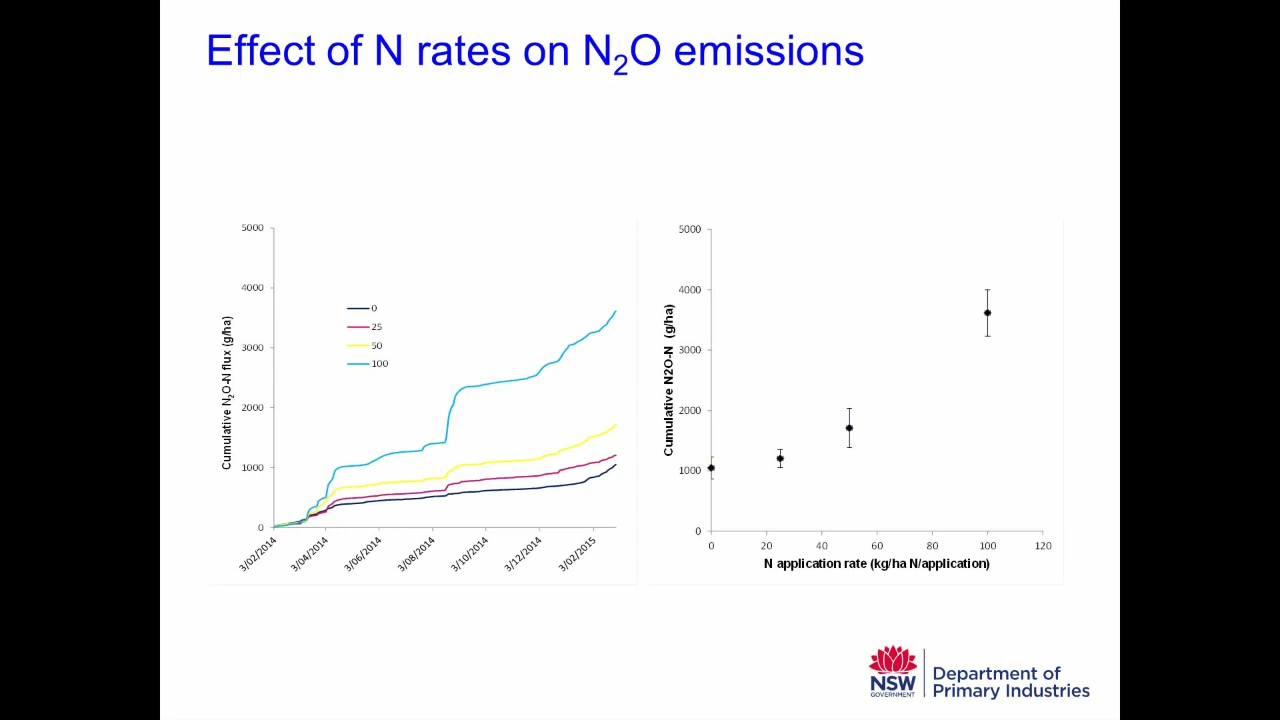 Effect of N rates on N₂O emissions
5000
4000
3000
2000
1000
0
Cumulative N₂O-N flux (g/ha)
0
25
50
100
3/02/2014
3/04/2014
3/06/2014
3/08/2014
3/10/2014
3/12/2014
3/02/2015
5000
4000
3000
2000
1000
0
Cumulative N2O-N (g/ha)
0 20 40 60 80 100 120
N application rate (kg/ha N/application)
NSW
GOVERNMENT
Department of
Primary Industries